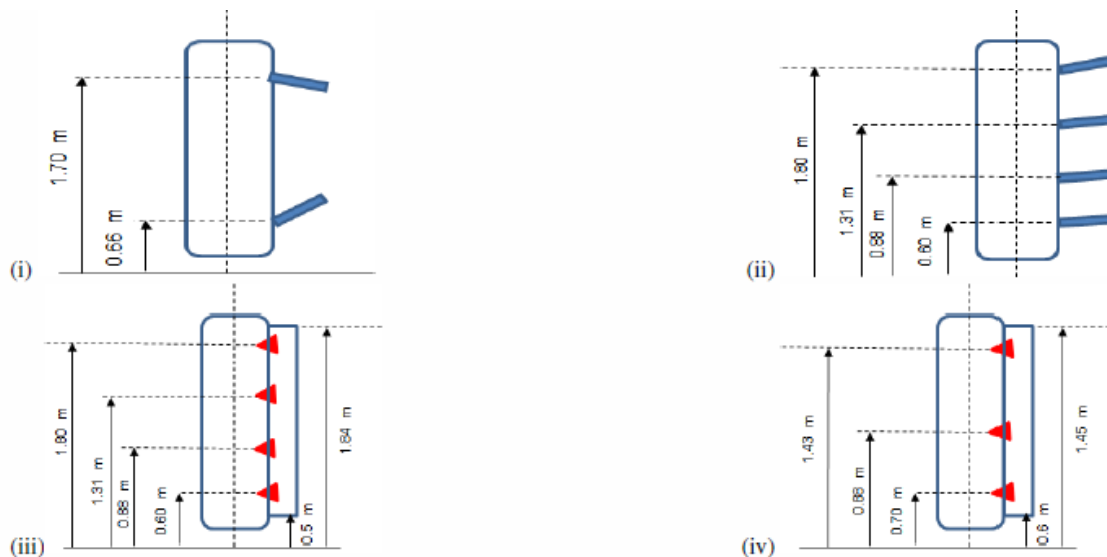 1.70 m
0.66 m
(i)
1.80 m
1.31 m
0.88 m
0.60 m
(ii)
1.80 m
1.31 m
0.88 m
0.60 m
1.84 m
0.5 m
(iii)
1.43 m
0.88 m
0.70 m
1.45 m
0.6 m
(iv)